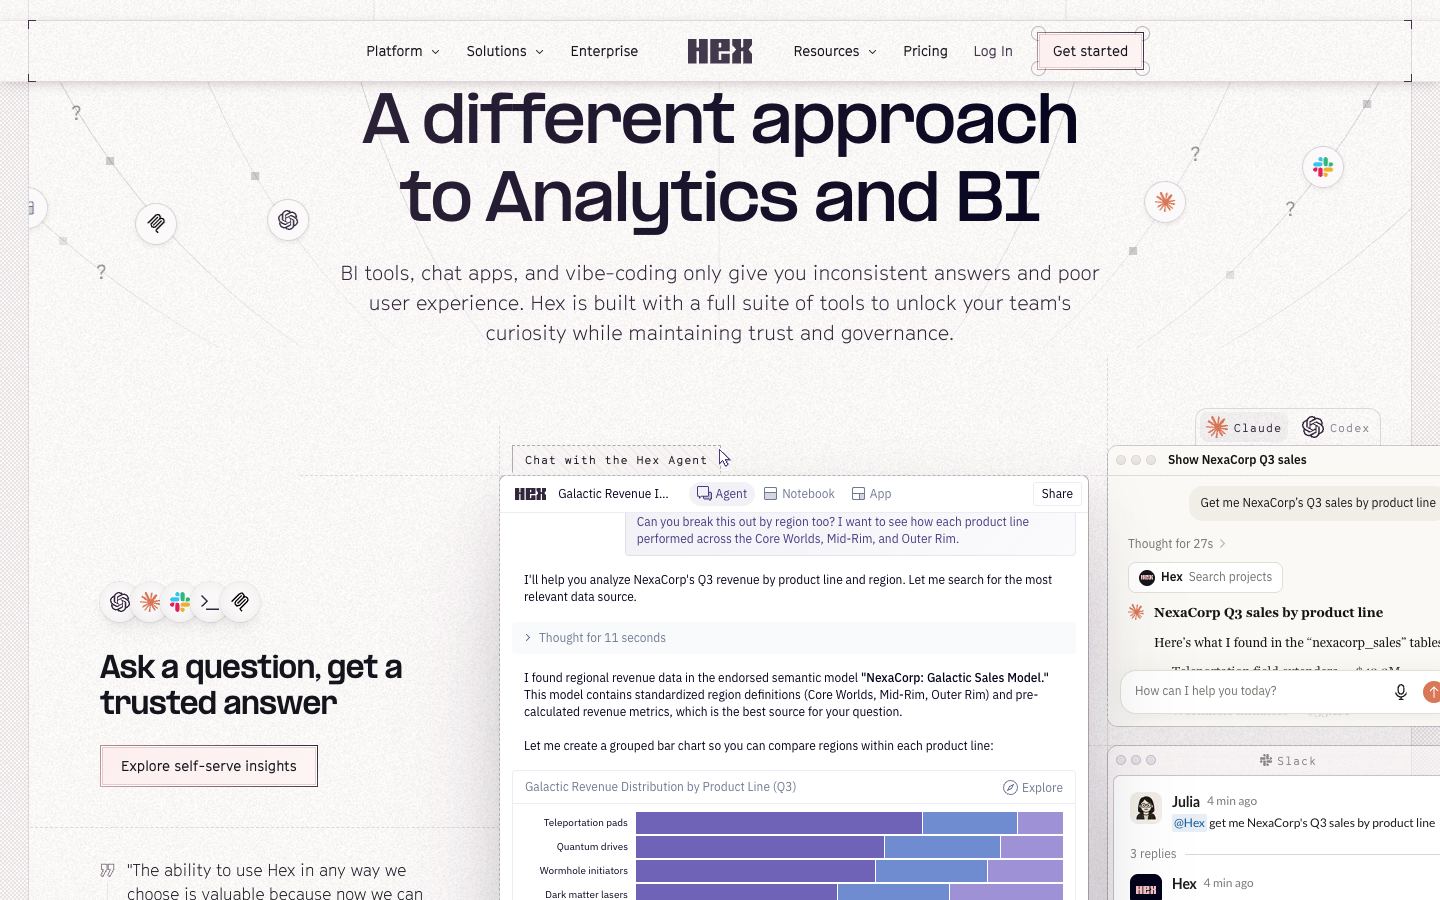 Platform
Solutions
Enterprise
HEX
Resources
Pricing
Log In
Get started
A different approach
to Analytics and BI
?
?
?
?
BI tools, chat apps, and vibe-coding only give you inconsistent answers and poor
user experience. Hex is built with a full suite of tools to unlock your team's
curiosity while maintaining trust and governance.
Ask a question, get a
trusted answer
Explore self-serve insights
"The ability to use Hex in any way we
choose is valuable because now we can
Chat with the Hex Agent
HEX
Galactic Revenue I...
Agent
Notebook
App
Share
Can you break this out by region too? I want to see how each product line
performed across the Core Worlds, Mid-Rim, and Outer Rim.
I'll help you analyze NexaCorp's Q3 revenue by product line and region. Let me search for the most
relevant data source.
Thought for 11 seconds
I found regional revenue data in the endorsed semantic model "NexaCorp: Galactic Sales Model."
This model contains standardized region definitions (Core Worlds, Mid-Rim, Outer Rim) and pre-
calculated revenue metrics, which is the best source for your question.
Let me create a grouped bar chart so you can compare regions within each product line:
Galactic Revenue Distribution by Product Line (Q3)
Explore
Teleportation pads
Quantum drives
Wormhole initiators
Dark matter lasers
Claude
Codex
Show NexaCorp Q3 sales
Get me NexaCorp's Q3 sales by product line
Thought for 27s
Hex Search projects
NexaCorp Q3 sales by product line
Here's what I found in the “nexacorp_sales” tables
How can I help you today?
Slack
Julia 4 min ago
@Hex get me NexaCorp's Q3 sales by product line
3 replies
HEX
Hex 4 min ago